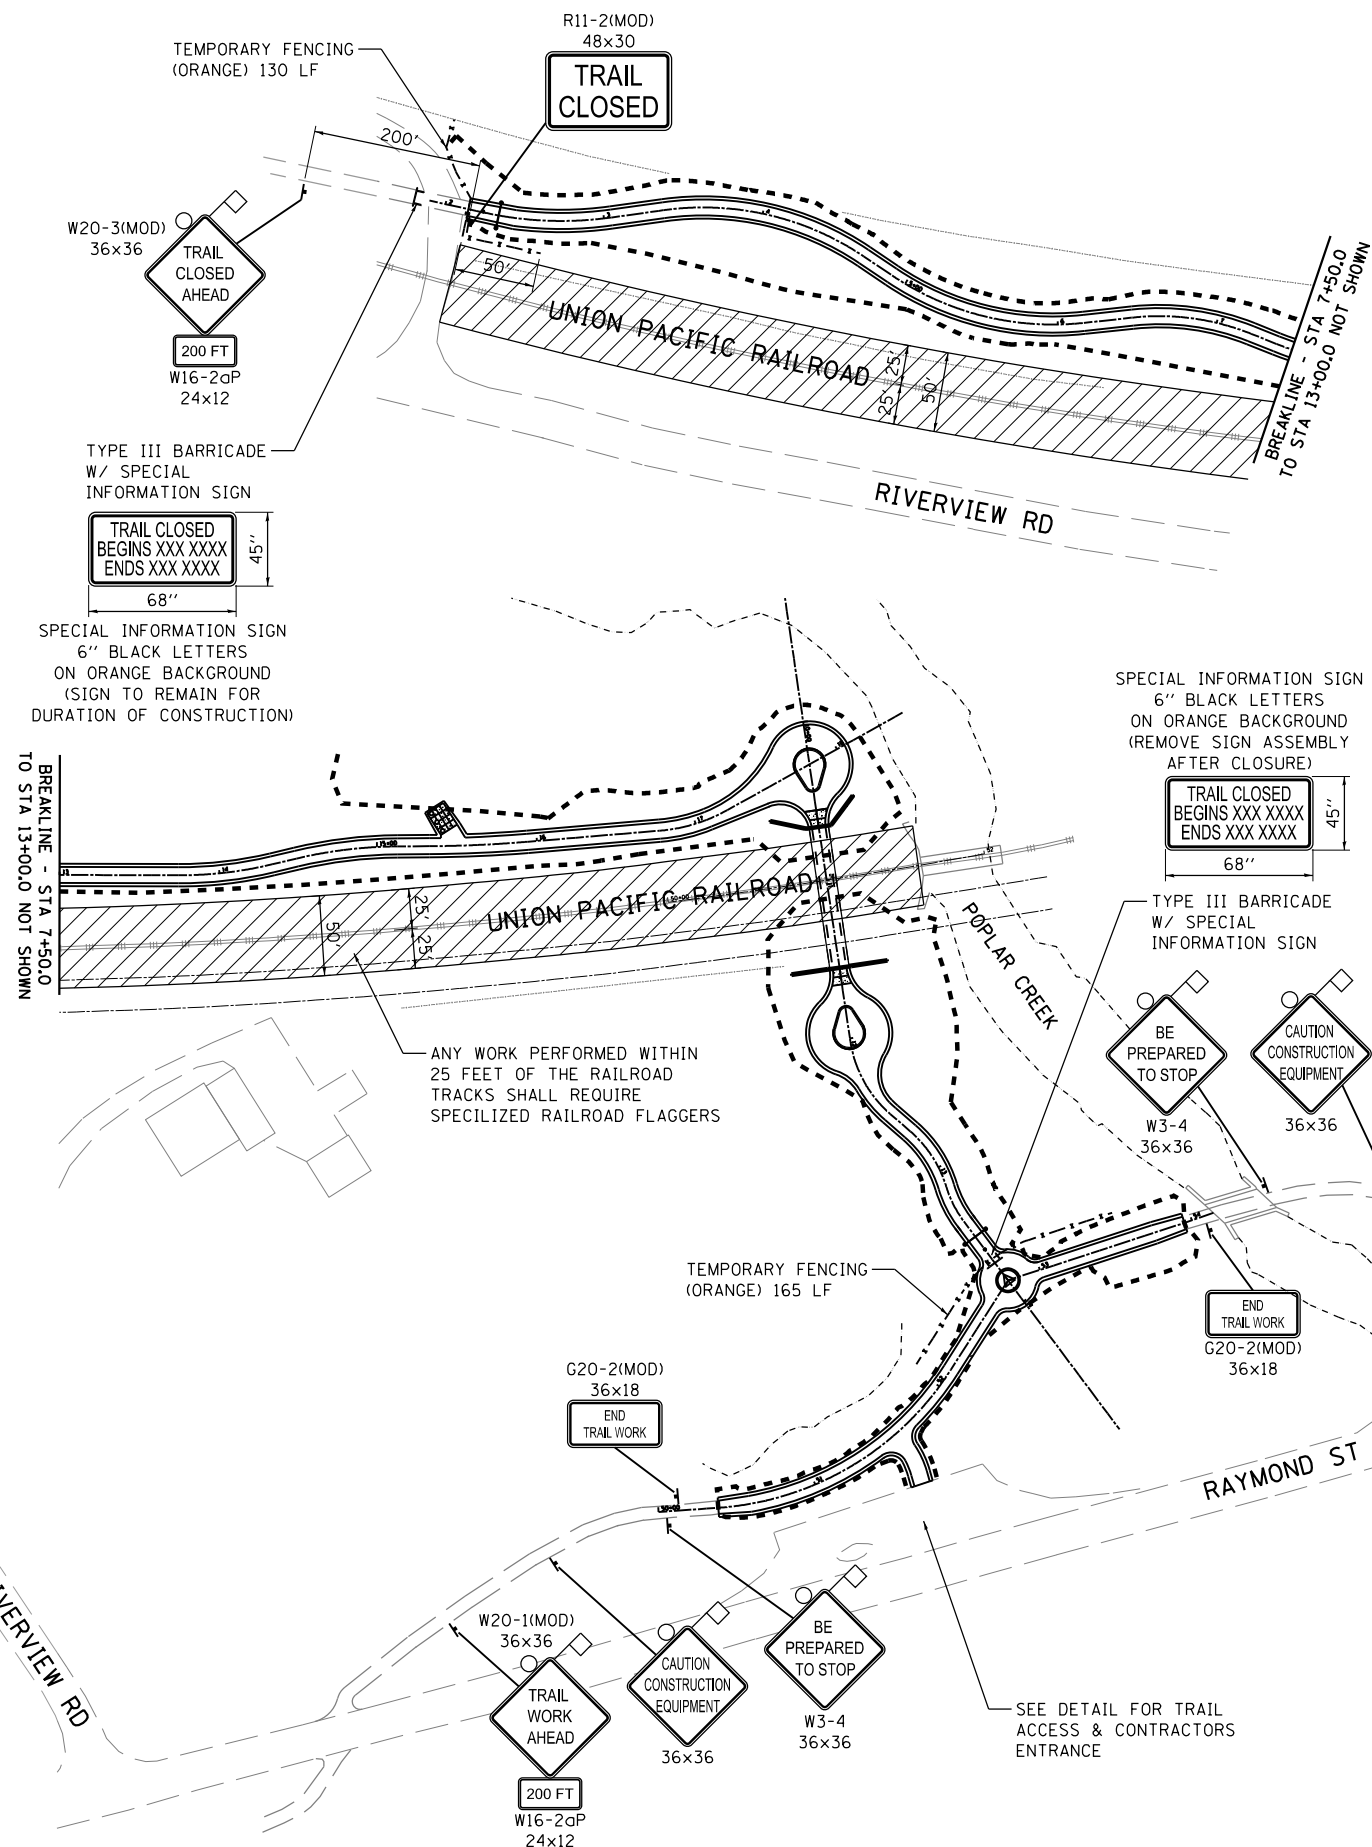 R11-2(MOD)
48x30
TRAIL
CLOSED
TEMPORARY FENCING
(ORANGE) 130 LF
200'
W20-3(MOD)
36x36
TRAIL
CLOSED
AHEAD
200 FT
W16-2aP
24x12
50'
UNION PACIFIC RAILROAD
25'
25'
50'
BREAKLINE - STA 7+50.0
TO STA 13+00.0 NOT SHOWN
RIVERVIEW RD
TYPE III BARRICADE
W/ SPECIAL
INFORMATION SIGN
TRAIL CLOSED
BEGINS XXX XXXX
ENDS XXX XXXX
45"
68"
SPECIAL INFORMATION SIGN
6" BLACK LETTERS
ON ORANGE BACKGROUND
(SIGN TO REMAIN FOR
DURATION OF CONSTRUCTION)
SPECIAL INFORMATION SIGN
6" BLACK LETTERS
ON ORANGE BACKGROUND
(REMOVE SIGN ASSEMBLY
AFTER CLOSURE)
TRAIL CLOSED
BEGINS XXX XXXX
ENDS XXX XXXX
45"
68"
TYPE III BARRICADE
W/ SPECIAL
INFORMATION SIGN
BREAKLINE - STA 7+50.0
TO STA 13+00.0 NOT SHOWN
UNION PACIFIC RAILROAD
50'
25'
25'
POPLAR CREEK
ANY WORK PERFORMED WITHIN
25 FEET OF THE RAILROAD
TRACKS SHALL REQUIRE
SPECILIZED RAILROAD FLAGGERS
BE
PREPARED
TO STOP
W3-4
36x36
CAUTION
CONSTRUCTION
EQUIPMENT
36x36
TEMPORARY FENCING
(ORANGE) 165 LF
END
TRAIL WORK
G20-2(MOD)
36x18
G20-2(MOD)
36x18
END
TRAIL WORK
RAYMOND ST
RD
W20-1(MOD)
36x36
TRAIL
WORK
AHEAD
200 FT
W16-2aP
24x12
CAUTION
CONSTRUCTION
EQUIPMENT
36x36
BE
PREPARED
TO STOP
W3-4
36x36
SEE DETAIL FOR TRAIL
ACCESS & CONTRACTORS
ENTRANCE